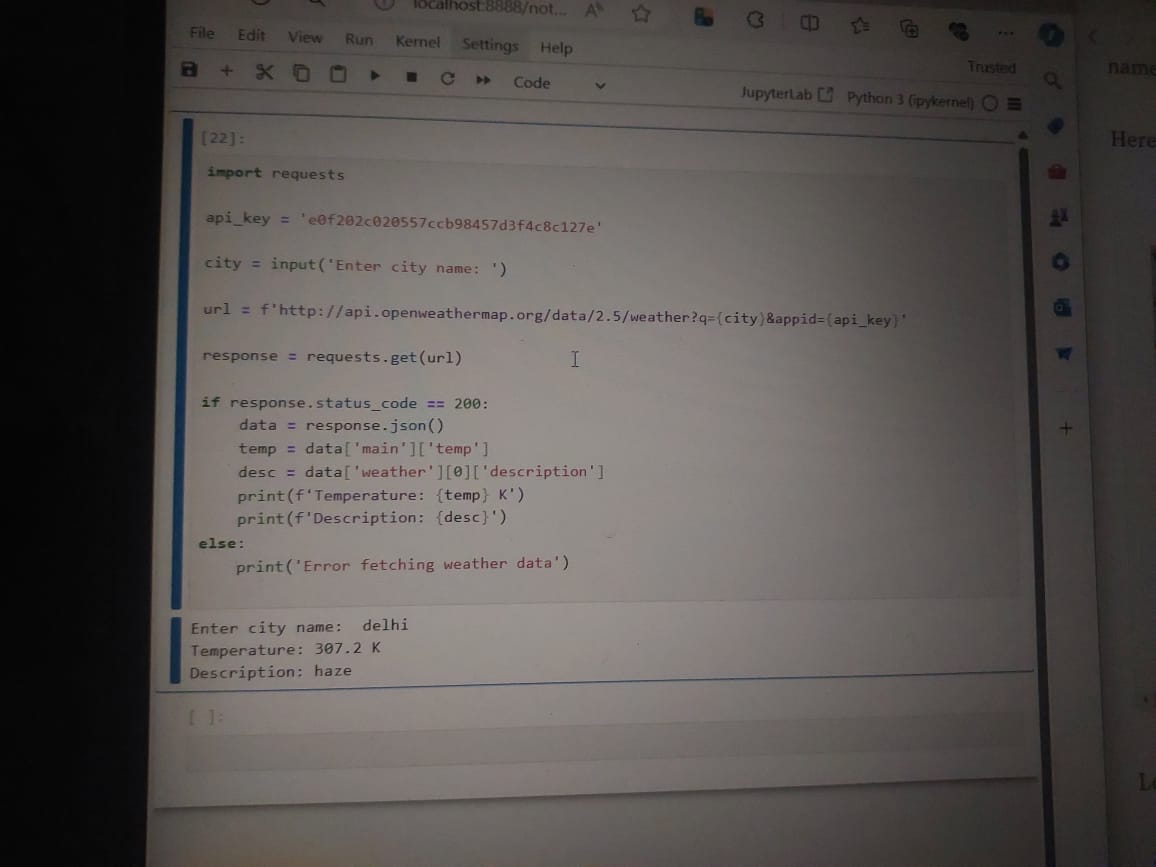 localhost:8888/not...
File Edit View Run Kernel Settings Help
Trusted
Code
JupyterLab Python 3 (ipykernel)
[22]:
import requests
api_key = 'e0f202c020557ccb98457d3f4c8c127e'
city = input('Enter city name: ')
url = f'http://api.openweathermap.org/data/2.5/weather?q={city}&appid={api_key}'
response = requests.get(url)
if response.status_code == 200:
    data = response.json()
    temp = data['main']['temp']
    desc = data['weather'][0]['description']
    print(f'Temperature: {temp} K')
    print(f'Description: {desc}')
else:
    print('Error fetching weather data')
Enter city name:  delhi
Temperature: 307.2 K
Description: haze
[ ]:
name
Here